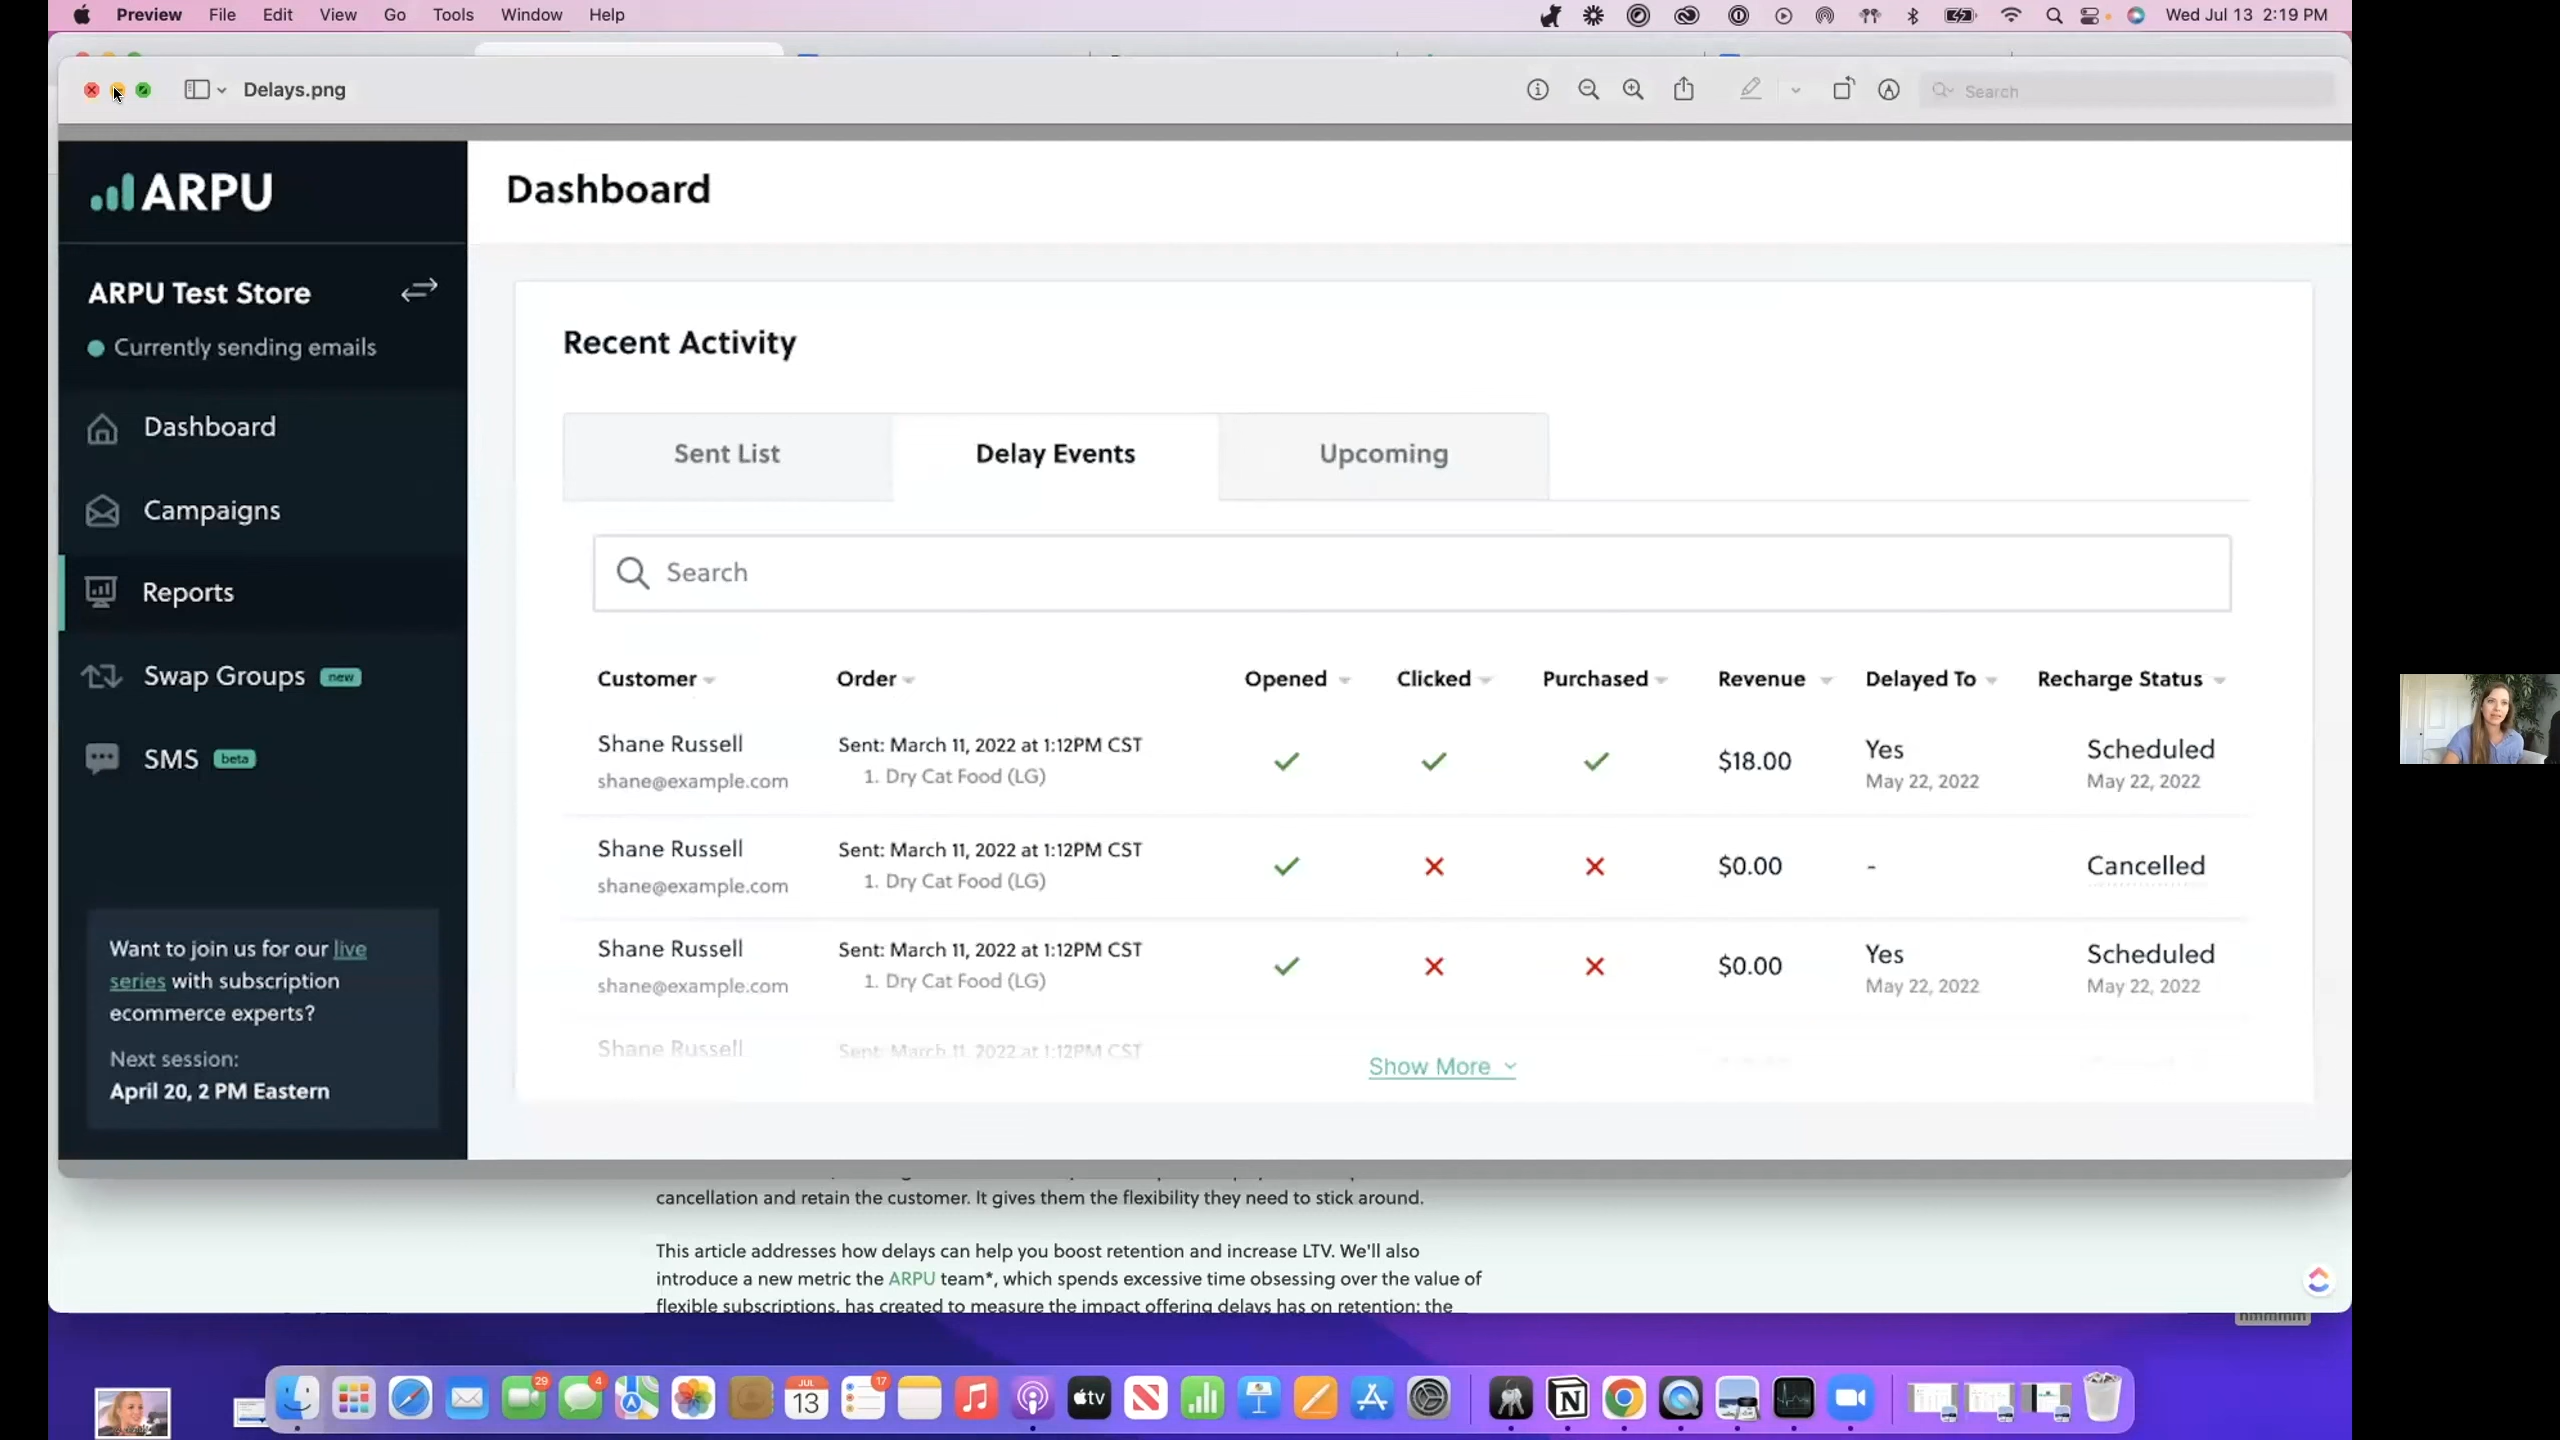 Preview File Edit View Go Tools Window Help
Wed Jul 13 2:19 PM
Delays.png
Search
ARPU
Dashboard
ARPU Test Store
Currently sending emails
Dashboard
Campaigns
Reports
Swap Groups new
SMS beta
Want to join us for our live
series with subscription
ecommerce experts?
Next session:
April 20, 2 PM Eastern
Recent Activity
Sent List Delay Events Upcoming
Search
Customer Order Opened Clicked Purchased Revenue Delayed To Recharge Status
Shane Russell Sent: March 11, 2022 at 1:12PM CST $18.00 Yes Scheduled
shane@example.com 1. Dry Cat Food (LG) May 22, 2022 May 22, 2022
Shane Russell Sent: March 11, 2022 at 1:12PM CST $0.00 - Cancelled
shane@example.com 1. Dry Cat Food (LG)
Shane Russell Sent: March 11, 2022 at 1:12PM CST $0.00 Yes Scheduled
shane@example.com 1. Dry Cat Food (LG) May 22, 2022 May 22, 2022
Shane Russell Sent: March 11, 2022 at 1:12PM CST
Show More
cancellation and retain the customer. It gives them the flexibility they need to stick around.
This article addresses how delays can help you boost retention and increase LTV. We'll also
introduce a new metric the ARPU team*, which spends excessive time obsessing over the value of
flexible subscriptions, has created to measure the impact offering delays has on retention: the
29 4 JUL 13 17 tv